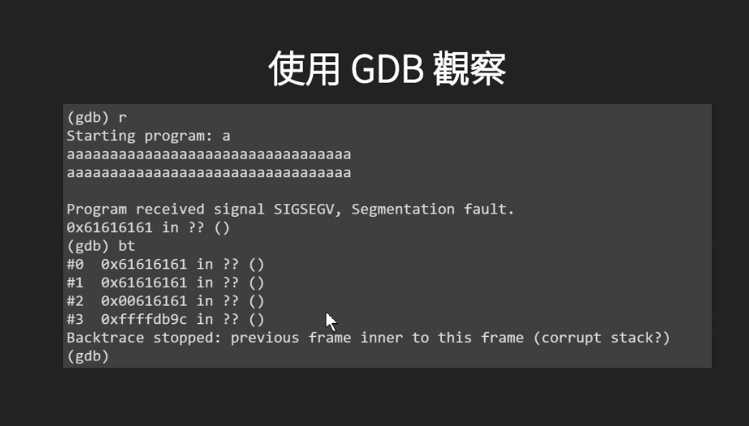 使用 GDB 觀察
(gdb) r
Starting program: a
aaaaaaaaaaaaaaaaaaaaaaaaaaaaaaaaa
aaaaaaaaaaaaaaaaaaaaaaaaaaaaaaaaa
Program received signal SIGSEGV, Segmentation fault.
0x61616161 in ?? ()
(gdb) bt
#0  0x61616161 in ?? ()
#1  0x61616161 in ?? ()
#2  0x00616161 in ?? ()
#3  0xffffdb9c in ?? ()
Backtrace stopped: previous frame inner to this frame (corrupt stack?)
(gdb)